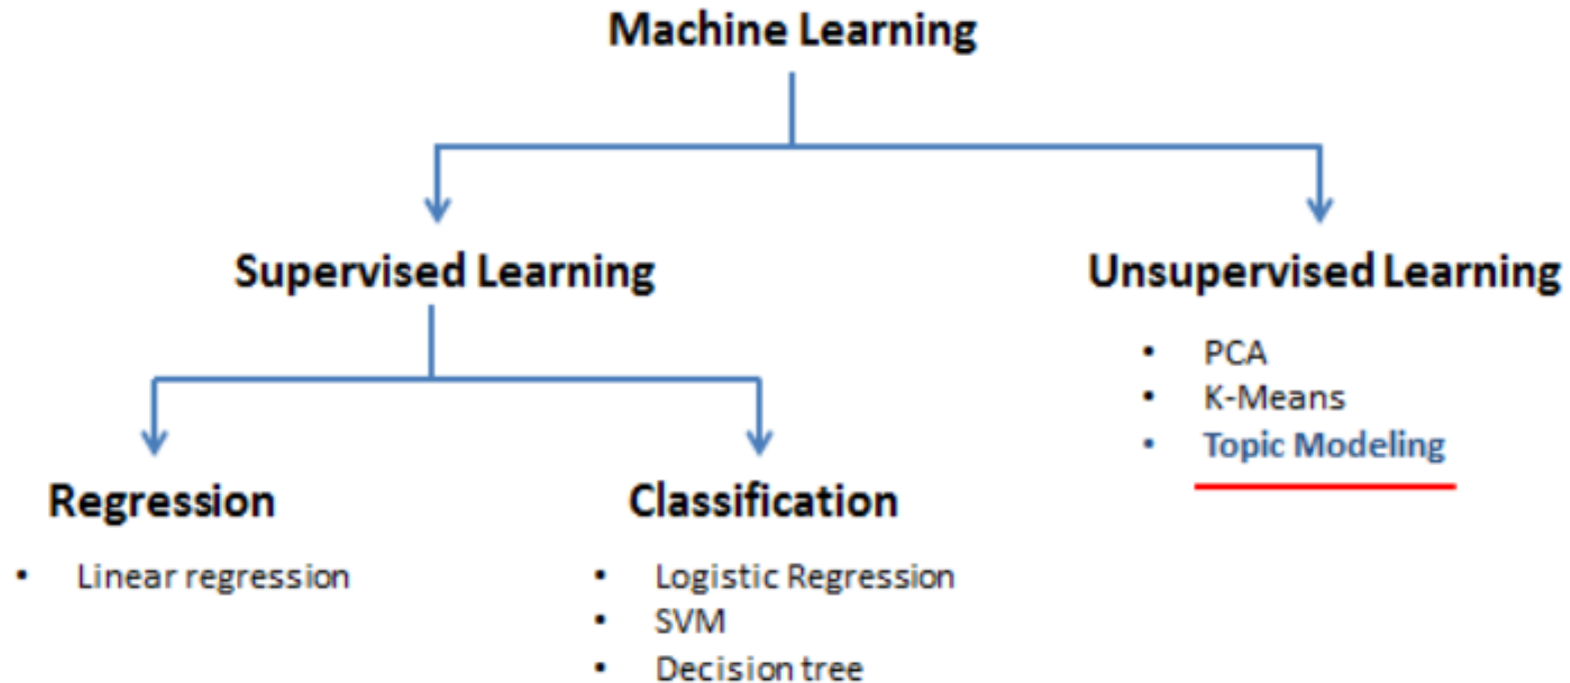 Machine Learning
Supervised Learning
Unsupervised Learning
• PCA
• K-Means
• Topic Modeling
Regression
• Linear regression
Classification
• Logistic Regression
• SVM
• Decision tree